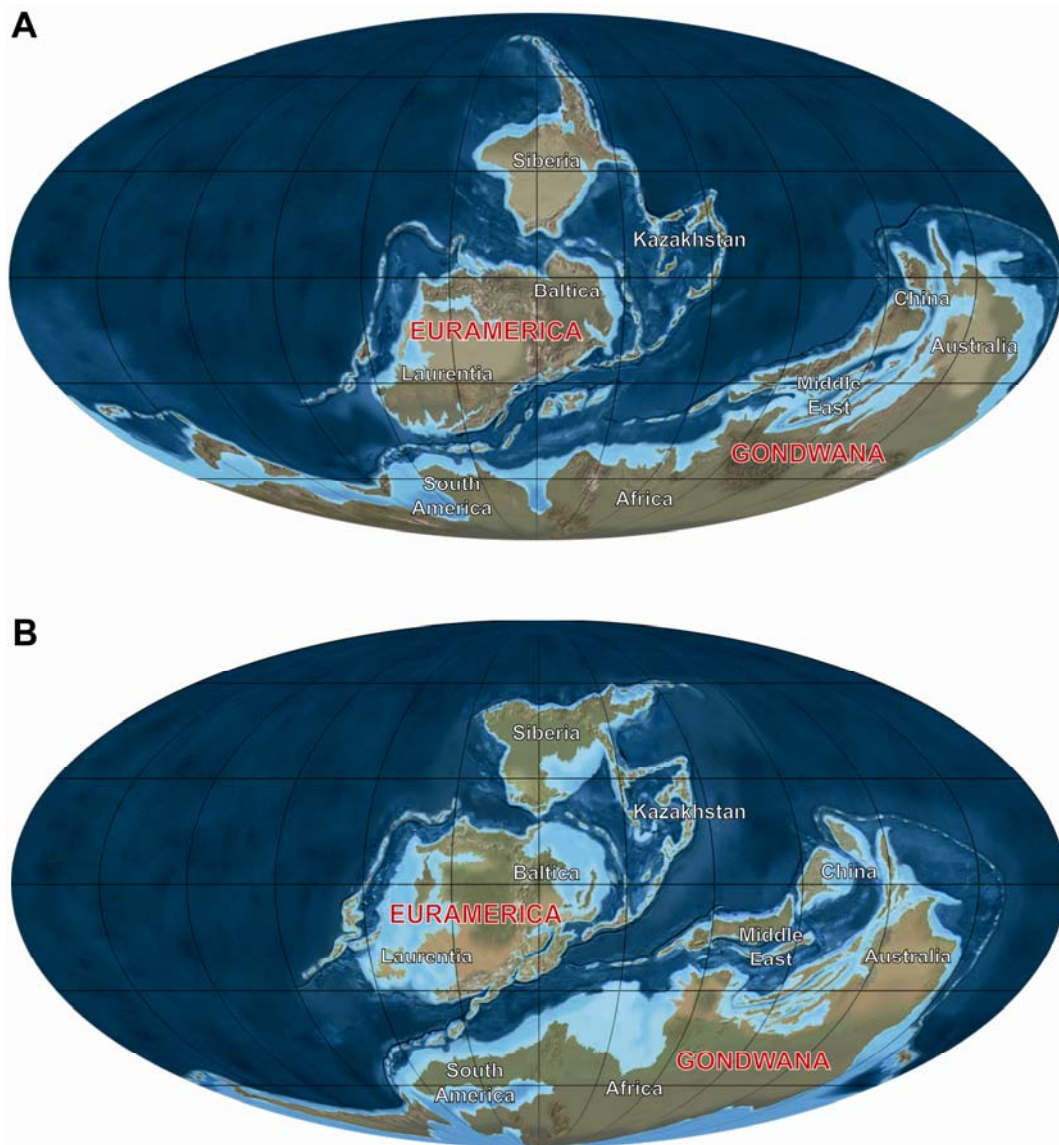 A
Siberia
Kazakhstan
Baltica
China
EURAMERICA
Australia
Laurentia
Middle
East
GONDWANA
South
America
Africa
B
Siberia
Kazakhstan
Baltica
China
EURAMERICA
Middle
East
Laurentia
Australia
GONDWANA
South
America
Africa